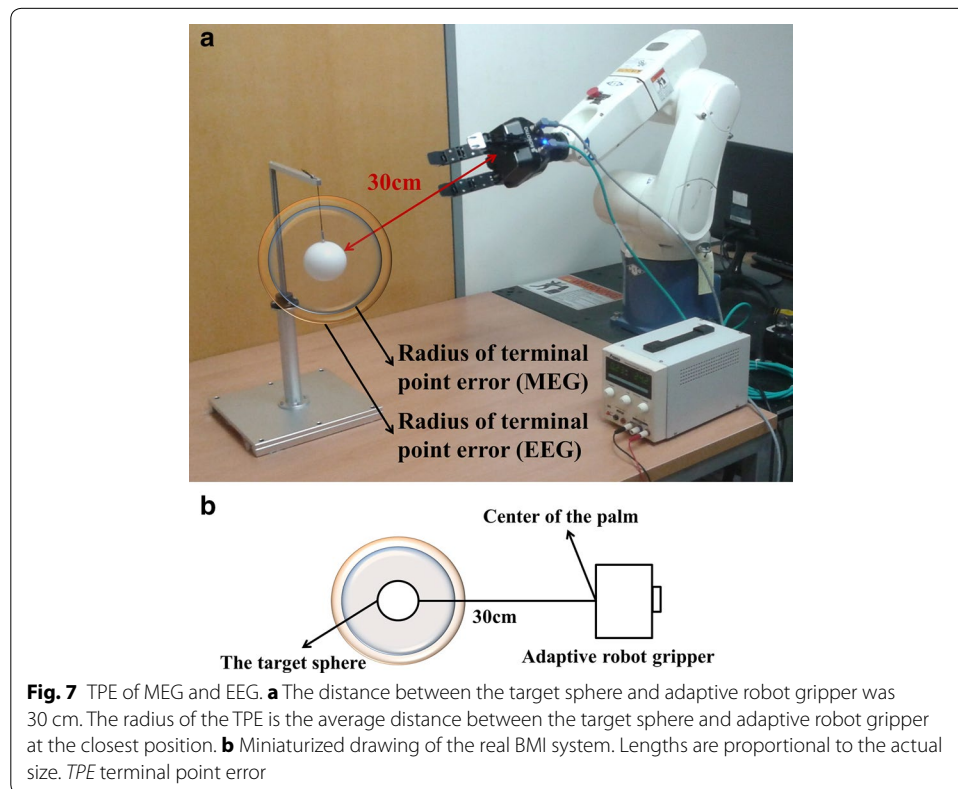 a
30cm
Radius of terminal
point error (MEG)
Radius of terminal
point error (EEG)
b
Center of the palm
30cm
The target sphere
Adaptive robot gripper
Fig. 7 TPE of MEG and EEG. a The distance between the target sphere and adaptive robot gripper was
30 cm. The radius of the TPE is the average distance between the target sphere and adaptive robot gripper
at the closest position. b Miniaturized drawing of the real BMI system. Lengths are proportional to the actual
size. TPE terminal point error